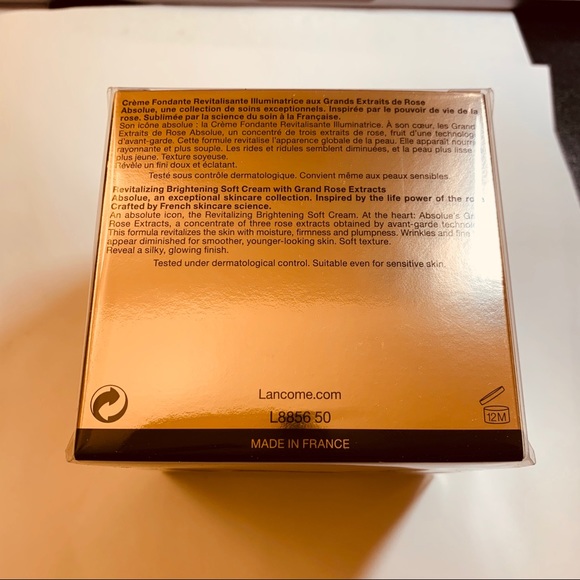 Crème Fondante Revitalisante Illuminatrice aux Grands Extraits de Rose
Absolue, une collection de soins exceptionnels. Inspirée par le pouvoir de vie de la
rose. Sublimée par la science du soin à la Française.
Son icône absolue : la Crème Fondante Revitalisante Illuminatrice. À son cœur, les Grand
Extraits de Rose Absolue, un concentré de trois extraits de rose, fruit d'une technolog
d'avant-garde. Cette formule revitalise l'apparence globale de la peau. Elle apparaît nourri
rayonnante et plus souple. Les rides et ridules semblent diminuées, et la peau plus lisse
plus jeune. Texture soyeuse.
Révèle un fini doux et éclatant.
Testé sous contrôle dermatologique. Convient même aux peaux sensibles.
Revitalizing Brightening Soft Cream with Grand Rose Extracts
Absolue, an exceptional skincare collection. Inspired by the life power of the ros
Crafted by French skincare science.
An absolute icon, the Revitalizing Brightening Soft Cream. At the heart: Absolue's Gr
Rose Extracts, a concentrate of three rose extracts obtained by avant-garde technol
This formula revitalizes the skin with moisture, firmness and plumpness. Wrinkles and fine
appear diminished for smoother, younger-looking skin. Soft texture.
Reveal a silky, glowing finish.
Tested under dermatological control. Suitable even for sensitive skin.
Lancome.com
L8856 50
12M
MADE IN FRANCE